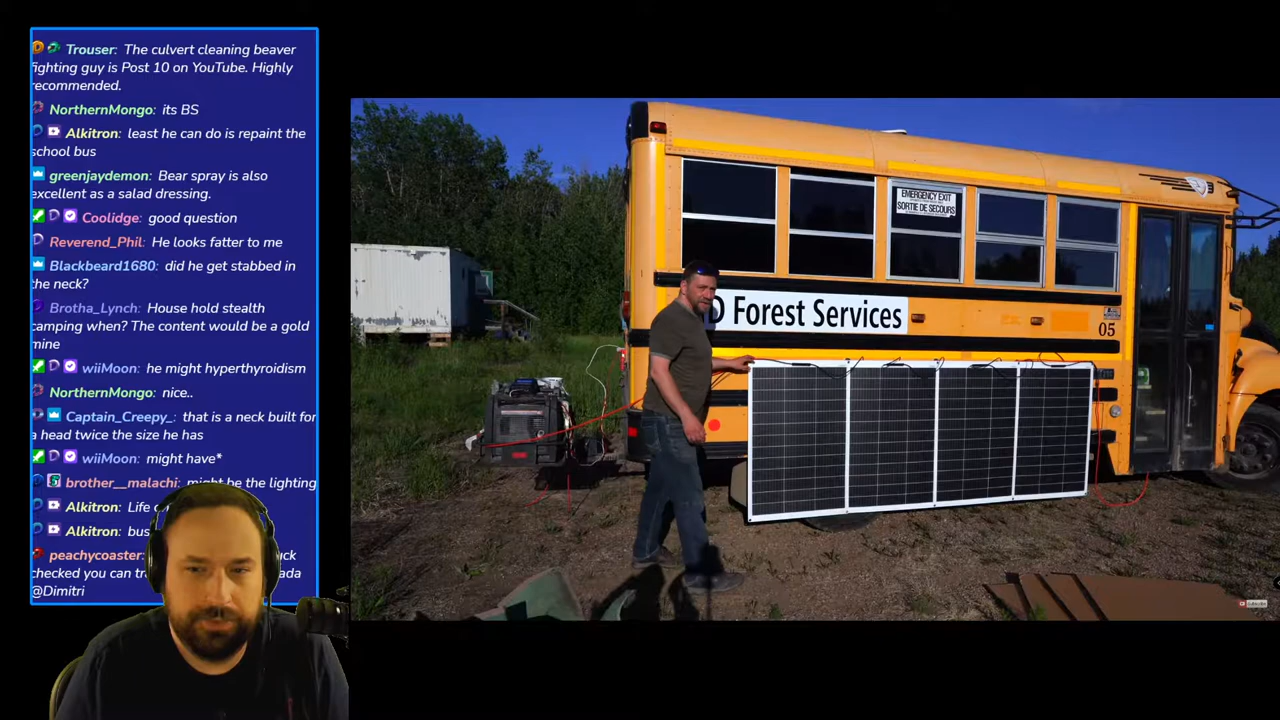 Trouser: The culvert cleaning beaver
fighting guy is Post 10 on YouTube. Highly
recommended.
NorthernMongo: its BS
Alkitron: least he can do is repaint the
school bus
greenjaydemon: Bear spray is also
excellent as a salad dressing.
Coolidge: good question
Reverend_Phil: He looks fatter to me
Blackbeard1680: did he get stabbed in
the neck?
Brotha_Lynch: House hold stealth
camping when? The content would be a gold
mine
wiiMoon: he might hyperthyroidism
NorthernMongo: nice..
Captain_Creepy_: that is a neck built for
a head twice the size he has
wiiMoon: might have*
brother__malachi: might be the lighting
Alkitron: Life
Alkitron: bus
peachycoaster:
checked you can
@Dimitri
EMERGENCY EXIT
SORTIE DE SECOURS
D Forest Services
05